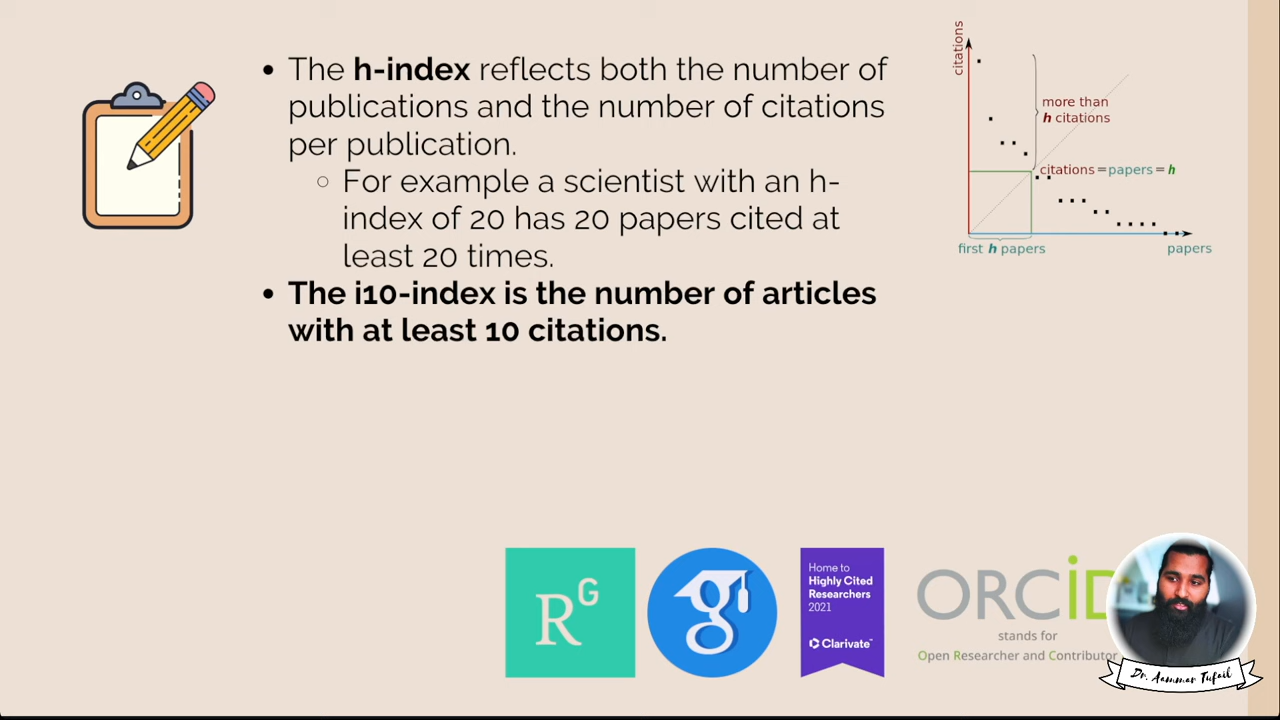 • The h-index reflects both the number of
publications and the number of citations
per publication.
○ For example a scientist with an h-
index of 20 has 20 papers cited at
least 20 times.
• The i10-index is the number of articles
with at least 10 citations.
citations
more than
h citations
citations=papers=h
first h papers
papers
RG
g
Home to
Highly Cited
Researchers
2021
Clarivate™
ORCiD
stands for
Open Researcher and Contributor
Dr. Aammar Tufail